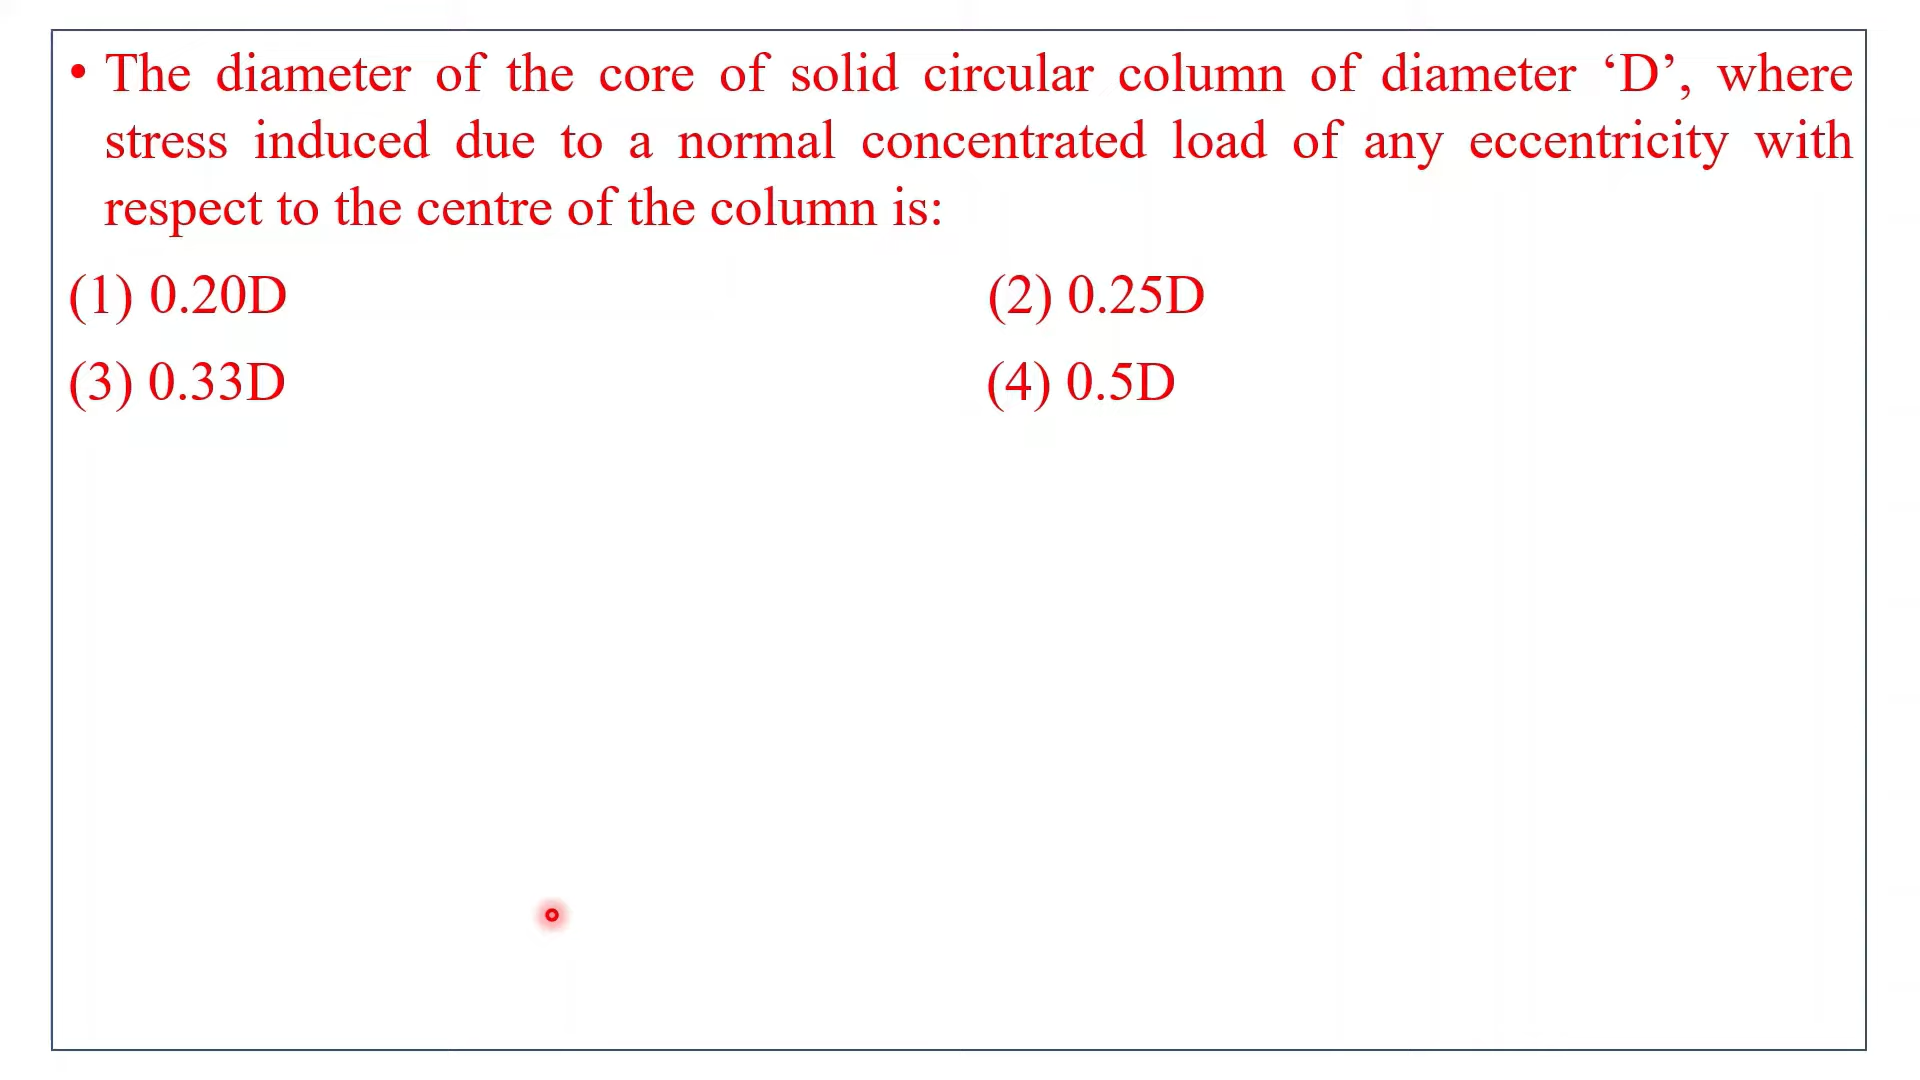 • The diameter of the core of solid circular column of diameter ‘D’, where
stress induced due to a normal concentrated load of any eccentricity with
respect to the centre of the column is:
(1) 0.20D (2) 0.25D
(3) 0.33D (4) 0.5D